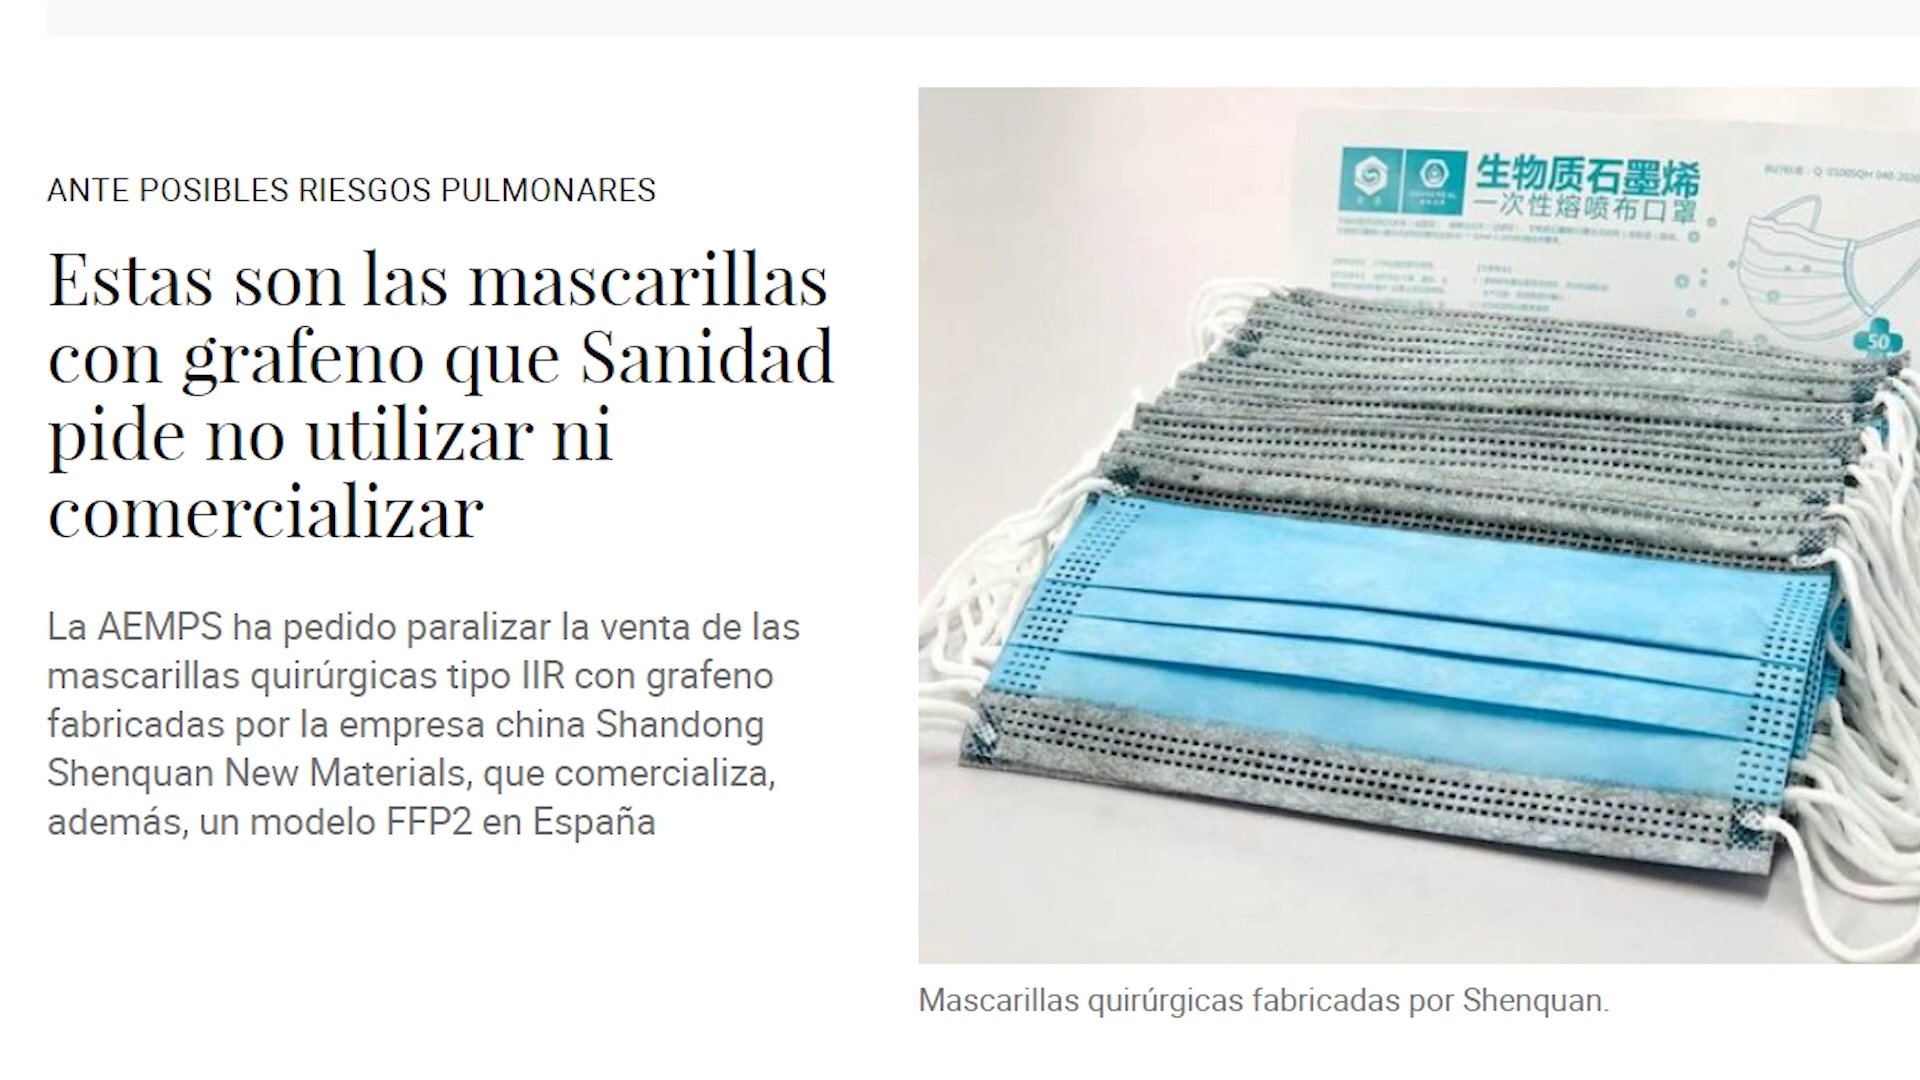 ANTE POSIBLES RIESGOS PULMONARES
Estas son las mascarillas
con grafeno que Sanidad
pide no utilizar ni
comercializar
La AEMPS ha pedido paralizar la venta de las
mascarillas quirúrgicas tipo IIR con grafeno
fabricadas por la empresa china Shandong
Shenquan New Materials, que comercializa,
además, un modelo FFP2 en España
生物质石墨烯
一次性熔喷布口罩
50
Mascarillas quirúrgicas fabricadas por Shenquan.